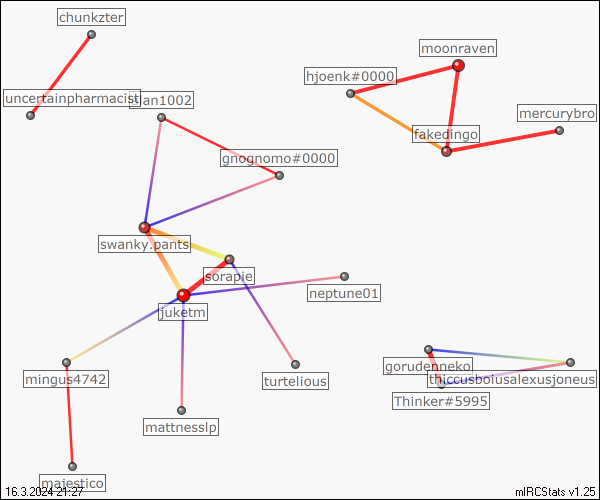 chunkzter
moonraven
hjoenk#0000
uncertainpharmacist
stan1002
mercurybro
fakedingo
gnognomo#0000
swanky.pants
sorapie
neptune01
juketm
gorudenneko
mingus4742
turtelious
thiccusboiusalexusjoneus
Thinker#5995
mattnesslp
majestico
16.3.2024 21:27
mIRCStats v1.25